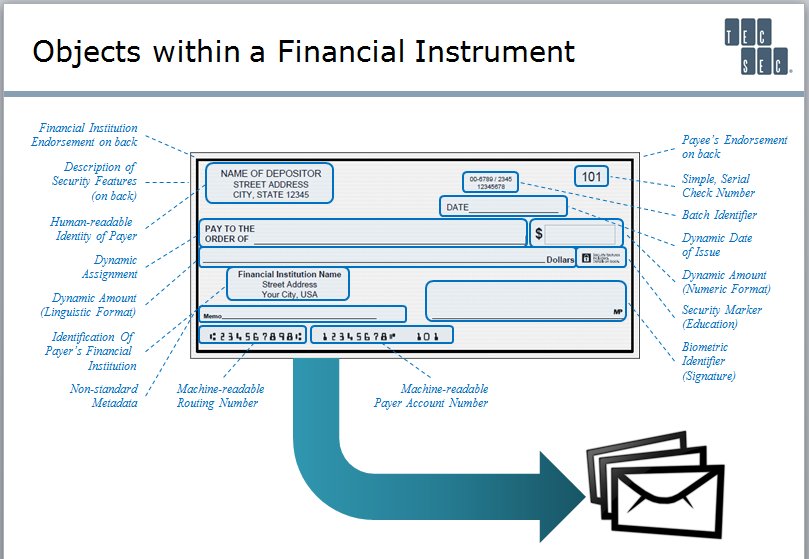 Objects within a Financial Instrument
TEC
SEC
Financial Institution
Endorsement on back
Description of
Security Features
(on back)
Human-readable
Identity of Payer
Dynamic
Assignment
Dynamic Amount
(Linguistic Format)
Identification Of
Payer's Financial
Institution
Non-standard
Metadata
NAME OF DEPOSITOR
STREET ADDRESS
CITY, STATE 12345
00-6789 / 2345
12345678
101
DATE
PAY TO THE
ORDER OF
$
Dollars
Financial Institution Name
Street Address
Your City, USA
Memo
MP
⑆234567898⑆ 12345678⑈ 101
Machine-readable
Routing Number
Machine-readable
Payer Account Number
Payee's Endorsement
on back
Simple, Serial
Check Number
Batch Identifier
Dynamic Date
of Issue
Dynamic Amount
(Numeric Format)
Security Marker
(Education)
Biometric
Identifier
(Signature)